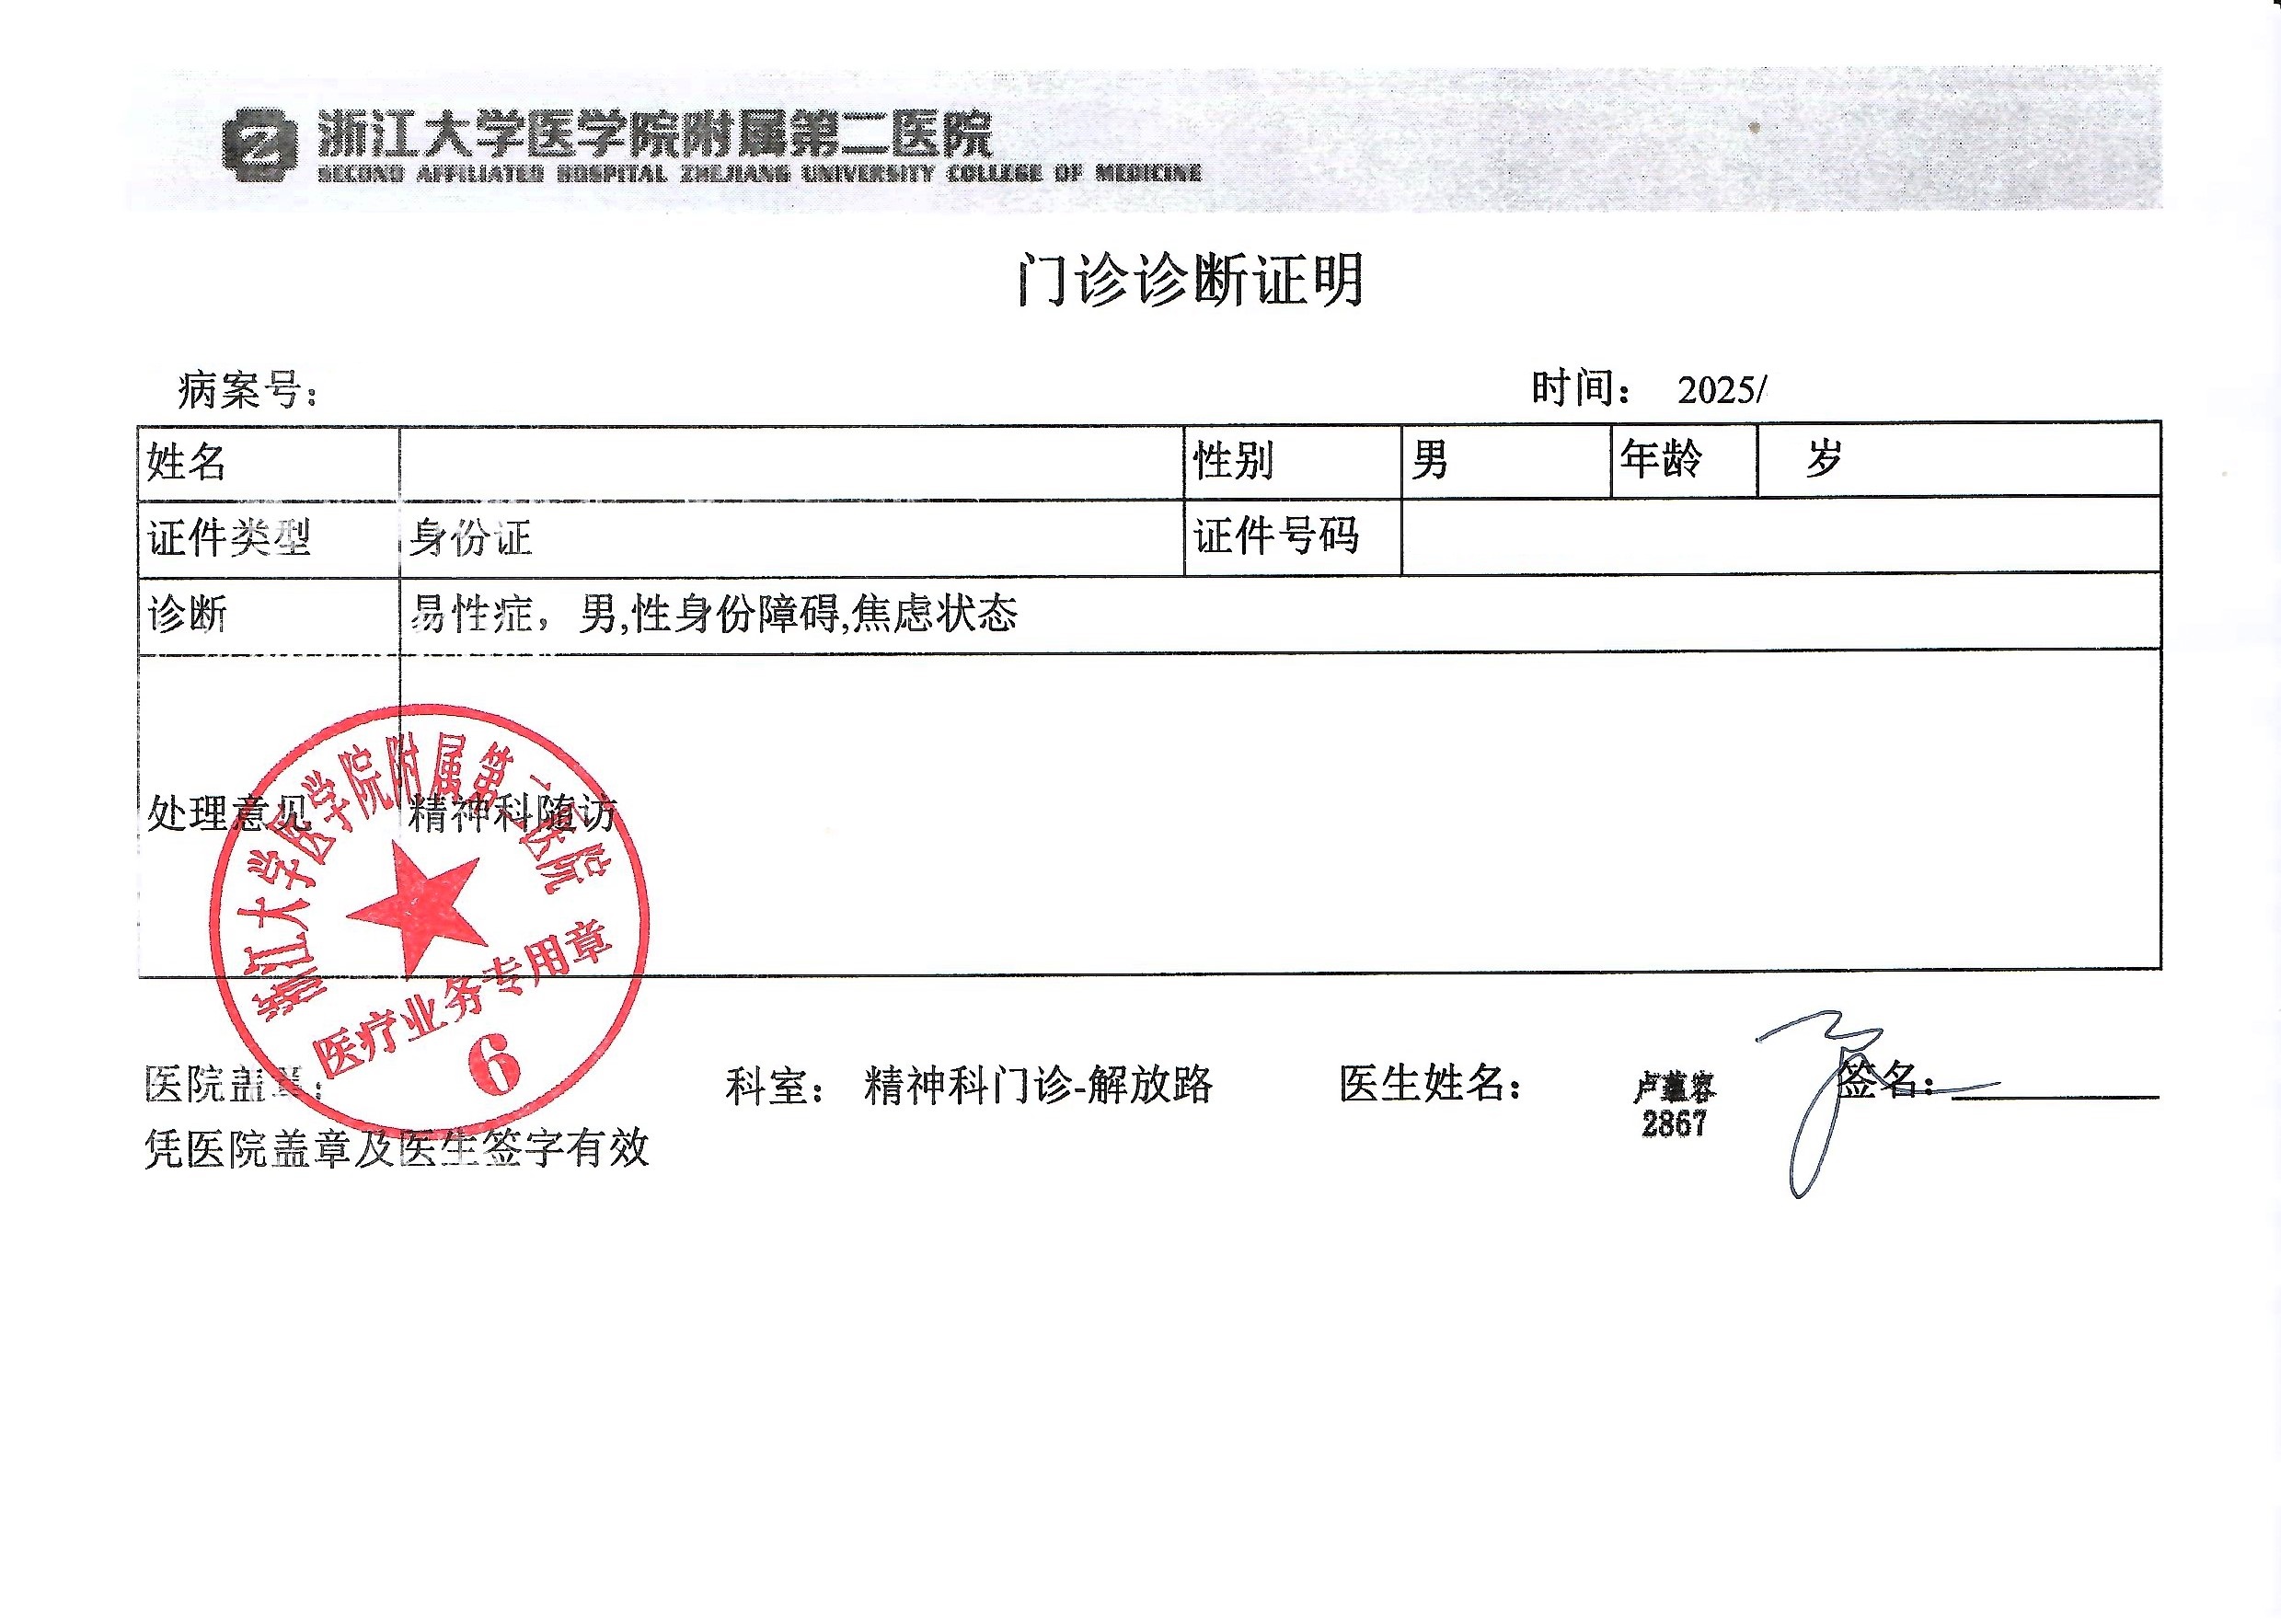 浙江大学医学院附属第二医院
SECOND AFFILIATED HOSPITAL ZHEJIANG UNIVERSITY COLLEGE OF MEDICINE
门诊诊断证明
病案号： 时间： 2025/
姓名 性别 男 年龄 岁
证件类型 身份证 证件号码
诊断 易性症，男,性身份障碍,焦虑状态
处理意见 精神科随访
浙江大学医学院附属第二医院
医疗业务专用章
6
医院盖章： 科室： 精神科门诊-解放路 医生姓名： 卢蕴容 签名：
2867
凭医院盖章及医生签字有效